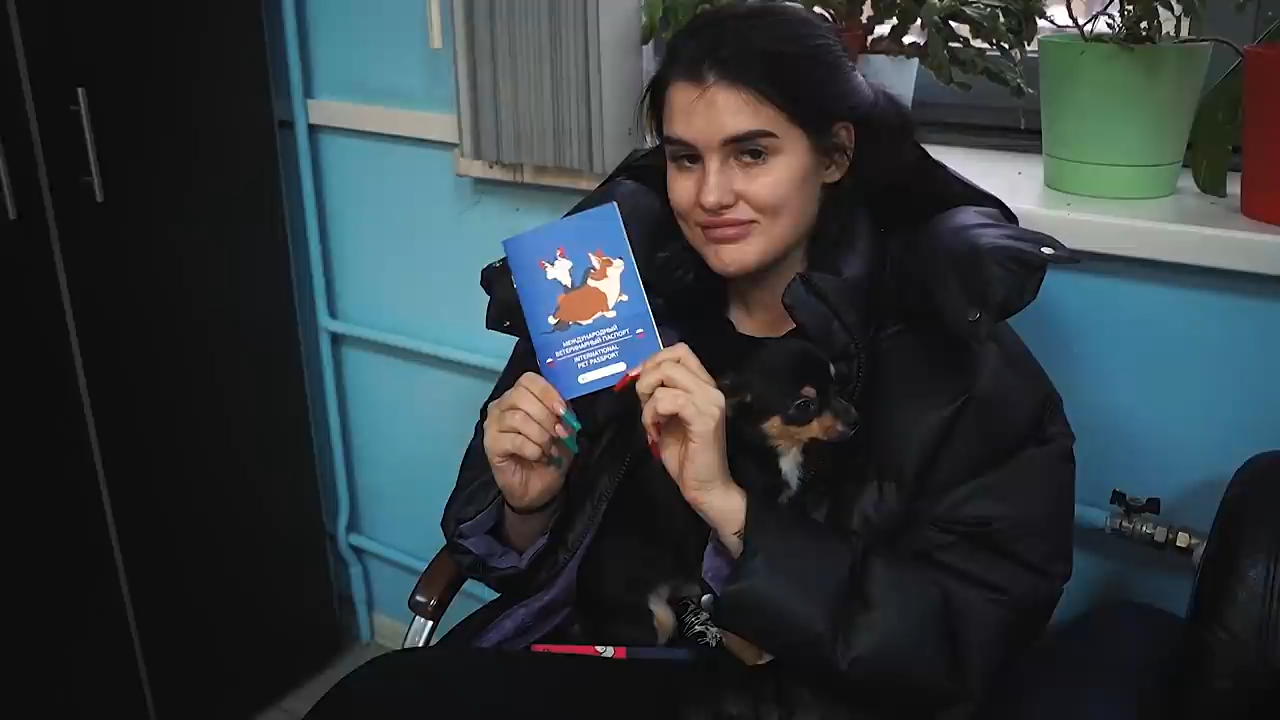 МЕЖДУНАРОДНЫЙ
ВЕТЕРИНАРНЫЙ ПАСПОРТ
INTERNATIONAL
PET PASSPORT